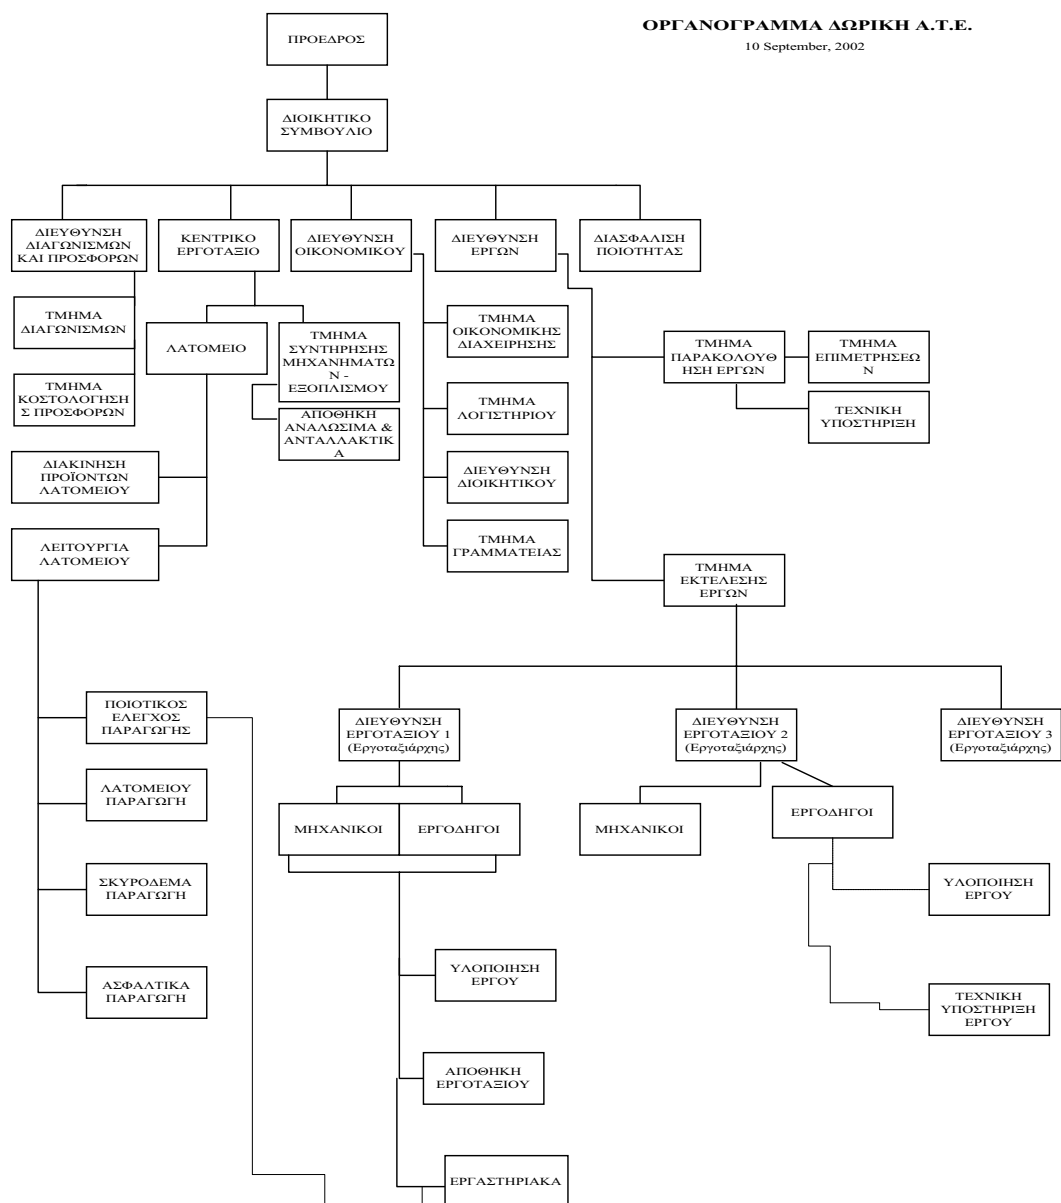 ΟΡΓΑΝΟΓΡΑΜΜΑ ΔΩΡΙΚΗ Α.Τ.Ε.
10 September, 2002
ΠΡΟΕΔΡΟΣ
ΔΙΟΙΚΗΤΙΚΟ
ΣΥΜΒΟΥΛΙΟ
ΔΙΕΥΘΥΝΣΗ
ΔΙΑΓΩΝΙΣΜΩΝ
ΚΑΙ ΠΡΟΣΦΟΡΩΝ
ΚΕΝΤΡΙΚΟ
ΕΡΓΟΤΑΞΙΟ
ΔΙΕΥΘΥΝΣΗ
ΟΙΚΟΝΟΜΙΚΟΥ
ΔΙΕΥΘΥΝΣΗ
ΕΡΓΩΝ
ΔΙΑΣΦΑΛΙΣΗ
ΠΟΙΟΤΗΤΑΣ
ΤΜΗΜΑ
ΔΙΑΓΩΝΙΣΜΩΝ
ΛΑΤΟΜΕΙΟ
ΤΜΗΜΑ
ΣΥΝΤΗΡΗΣΗΣ
ΜΗΧΑΝΗΜΑΤΩ
Ν -
ΕΞΟΠΛΙΣΜΟΥ
ΤΜΗΜΑ
ΟΙΚΟΝΟΜΙΚΗΣ
ΔΙΑΧΕΙΡΗΣΗΣ
ΤΜΗΜΑ
ΠΑΡΑΚΟΛΟΥΘ
ΗΣΗ ΕΡΓΩΝ
ΤΜΗΜΑ
ΕΠΙΜΕΤΡΗΣΕΩ
Ν
ΤΜΗΜΑ
ΚΟΣΤΟΛΟΓΗΣΗ
Σ ΠΡΟΣΦΟΡΩΝ
ΑΠΟΘΗΚΗ
ΑΝΑΛΩΣΙΜΑ &
ΑΝΤΑΛΛΑΚΤΙΚ
Α
ΤΜΗΜΑ
ΛΟΓΙΣΤΗΡΙΟΥ
ΤΕΧΝΙΚΗ
ΥΠΟΣΤΗΡΙΞΗ
ΔΙΑΚΙΝΗΣΗ
ΠΡΟΪΟΝΤΩΝ
ΛΑΤΟΜΕΙΟΥ
ΔΙΕΥΘΥΝΣΗ
ΔΙΟΙΚΗΤΙΚΟΥ
ΛΕΙΤΟΥΡΓΙΑ
ΛΑΤΟΜΕΙΟΥ
ΤΜΗΜΑ
ΓΡΑΜΜΑΤΕΙΑΣ
ΤΜΗΜΑ
ΕΚΤΕΛΕΣΗΣ
ΕΡΓΩΝ
ΠΟΙΟΤΙΚΟΣ
ΕΛΕΓΧΟΣ
ΠΑΡΑΓΩΓΗΣ
ΔΙΕΥΘΥΝΣΗ
ΕΡΓΟΤΑΞΙΟΥ 1
(Εργοταξιάρχης)
ΔΙΕΥΘΥΝΣΗ
ΕΡΓΟΤΑΞΙΟΥ 2
(Εργοταξιάρχης)
ΔΙΕΥΘΥΝΣΗ
ΕΡΓΟΤΑΞΙΟΥ 3
(Εργοταξιάρχης)
ΛΑΤΟΜΕΙΟΥ
ΠΑΡΑΓΩΓΗ
ΜΗΧΑΝΙΚΟΙ
ΕΡΓΟΔΗΓΟΙ
ΜΗΧΑΝΙΚΟΙ
ΕΡΓΟΔΗΓΟΙ
ΣΚΥΡΟΔΕΜΑ
ΠΑΡΑΓΩΓΗ
ΥΛΟΠΟΙΗΣΗ
ΕΡΓΟΥ
ΑΣΦΑΛΤΙΚΑ
ΠΑΡΑΓΩΓΗ
ΥΛΟΠΟΙΗΣΗ
ΕΡΓΟΥ
ΤΕΧΝΙΚΗ
ΥΠΟΣΤΗΡΙΞΗ
ΕΡΓΟΥ
ΑΠΟΘΗΚΗ
ΕΡΓΟΤΑΞΙΟΥ
ΕΡΓΑΣΤΗΡΙΑΚΑ